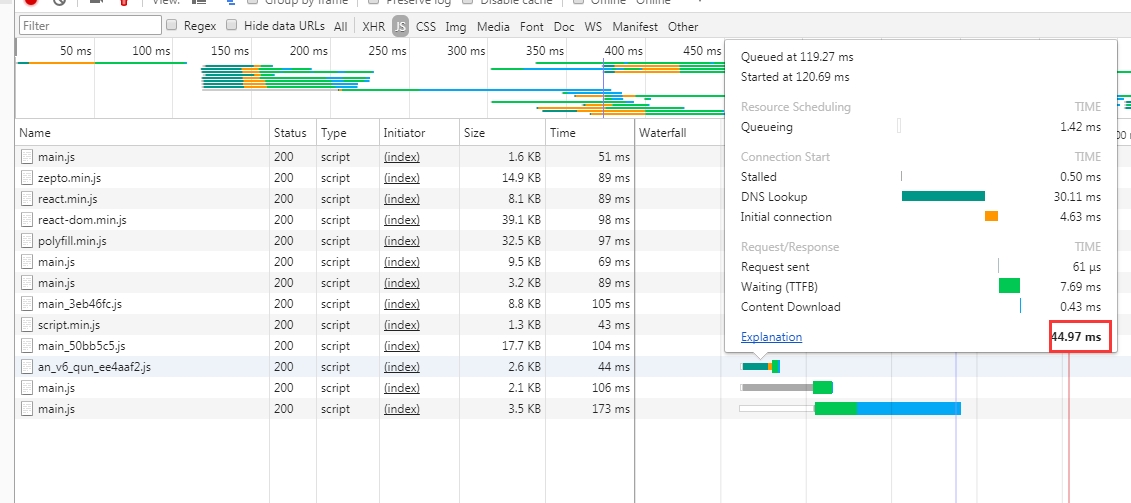 View: Group by frame Preserve log Disable cache Offline Online
Filter Regex Hide data URLs All XHR JS CSS Img Media Font Doc WS Manifest Other
50 ms 100 ms 150 ms 200 ms 250 ms 300 ms 350 ms 400 ms 450 ms
Name Status Type Initiator Size Time Waterfall
main.js 200 script (index) 1.6 KB 51 ms
zepto.min.js 200 script (index) 14.9 KB 89 ms
react.min.js 200 script (index) 8.1 KB 89 ms
react-dom.min.js 200 script (index) 39.1 KB 98 ms
polyfill.min.js 200 script (index) 32.5 KB 97 ms
main.js 200 script (index) 9.5 KB 69 ms
main.js 200 script (index) 3.2 KB 89 ms
main_3eb46fc.js 200 script (index) 8.8 KB 105 ms
script.min.js 200 script (index) 1.3 KB 43 ms
main_50bb5c5.js 200 script (index) 17.7 KB 104 ms
an_v6_qun_ee4aaf2.js 200 script (index) 2.6 KB 44 ms
main.js 200 script (index) 2.1 KB 106 ms
main.js 200 script (index) 3.5 KB 173 ms
Queued at 119.27 ms
Started at 120.69 ms
Resource Scheduling TIME
Queueing 1.42 ms
Connection Start TIME
Stalled 0.50 ms
DNS Lookup 30.11 ms
Initial connection 4.63 ms
Request/Response TIME
Request sent 61 µs
Waiting (TTFB) 7.69 ms
Content Download 0.43 ms
Explanation 44.97 ms